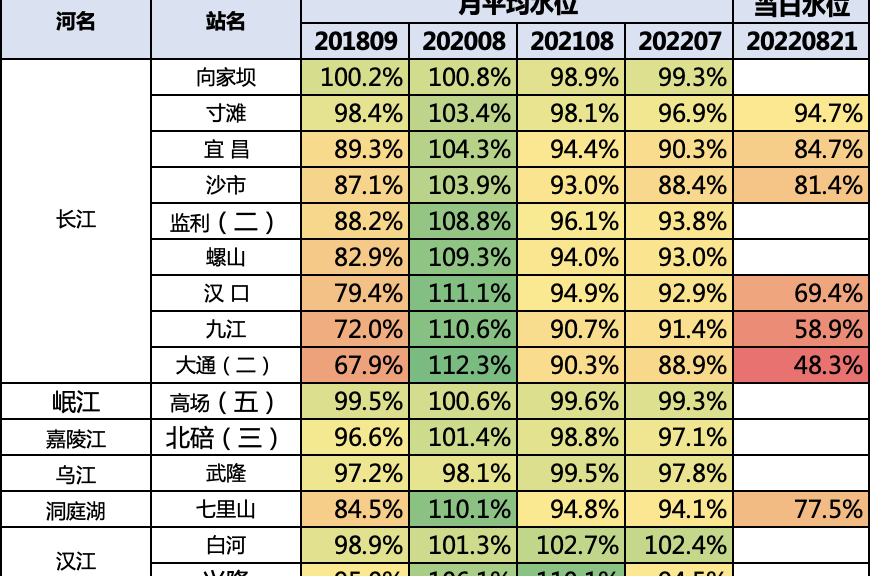 河名 站名 月平均水位 当日水位
201809 202008 202108 202207 20220821
长江 向家坝 100.2% 100.8% 98.9% 99.3%
寸滩 98.4% 103.4% 98.1% 96.9% 94.7%
宜 昌 89.3% 104.3% 94.4% 90.3% 84.7%
沙市 87.1% 103.9% 93.0% 88.4% 81.4%
监利（二） 88.2% 108.8% 96.1% 93.8%
螺山 82.9% 109.3% 94.0% 93.0%
汉 口 79.4% 111.1% 94.9% 92.9% 69.4%
九江 72.0% 110.6% 90.7% 91.4% 58.9%
大通（二） 67.9% 112.3% 90.3% 88.9% 48.3%
岷江 高场（五） 99.5% 100.6% 99.6% 99.3%
嘉陵江 北碚（三） 96.6% 101.4% 98.8% 97.1%
乌江 武隆 97.2% 98.1% 99.5% 97.8%
洞庭湖 七里山 84.5% 110.1% 94.8% 94.1% 77.5%
汉江 白河 98.9% 101.3% 102.7% 102.4%